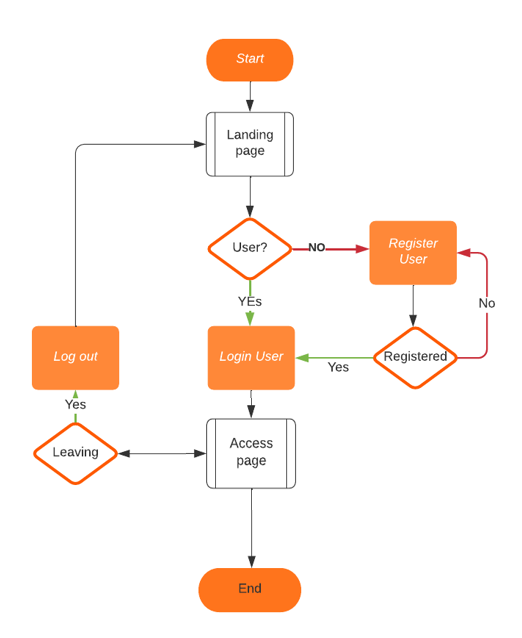 Start
Landing
page
User?
NO
Register
User
YEs
No
Log out
Login User
Yes
Registered
Yes
Leaving
Access
page
End